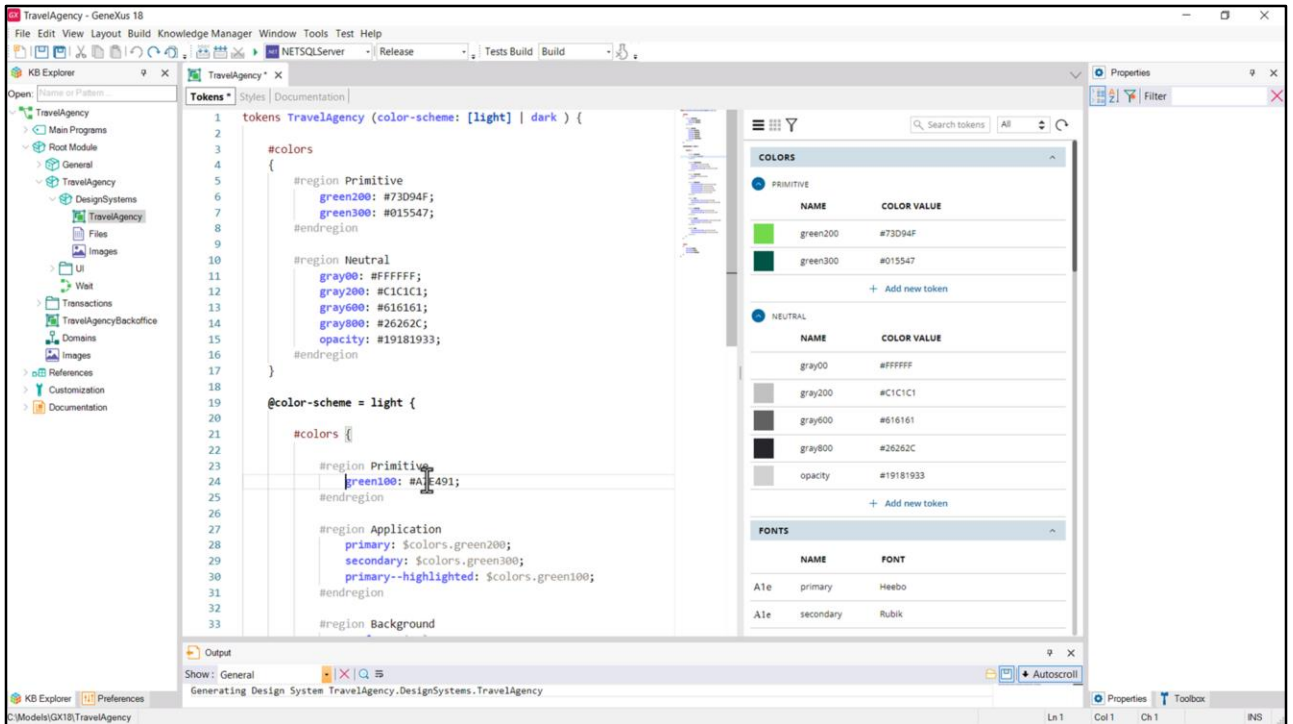 TravelAgency - GeneXus 18
File Edit View Layout Build Knowledge Manager Window Tools Test Help
NETSQLServer Release Tests Build Build
KB Explorer
Open: Name or Pattern...
TravelAgency
Main Programs
Root Module
General
TravelAgency
DesignSystems
TravelAgency
Files
Images
UI
Wait
Transactions
TravelAgencyBackoffice
Domains
Images
References
Customization
Documentation
KB Explorer Preferences
TravelAgency *
Tokens * Styles Documentation
1 tokens TravelAgency (color-scheme: [light] | dark ) {
2
3 #colors
4 {
5 #region Primitive
6 green200: #73D94F;
7 green300: #015547;
8 #endregion
9
10 #region Neutral
11 gray00: #FFFFFF;
12 gray200: #C1C1C1;
13 gray600: #616161;
14 gray800: #26262C;
15 opacity: #19181933;
16 #endregion
17 }
18
19 @color-scheme = light {
20
21 #colors {
22
23 #region Primitive
24 green100: #A7E491;
25 #endregion
26
27 #region Application
28 primary: $colors.green200;
29 secondary: $colors.green300;
30 primary--highlighted: $colors.green100;
31 #endregion
32
33 #region Background
Search tokens All
COLORS
PRIMITIVE
NAME COLOR VALUE
green200 #73D94F
green300 #015547
+ Add new token
NEUTRAL
NAME COLOR VALUE
gray00 #FFFFFF
gray200 #C1C1C1
gray600 #616161
gray800 #26262C
opacity #19181933
+ Add new token
FONTS
NAME FONT
A1e primary Heebo
A1e secondary Rubik
Output
Show: General
Autoscroll
Generating Design System TravelAgency.DesignSystems.TravelAgency
Properties
Filter
Properties Toolbox
C:\Models\GX18\TravelAgency Ln 1 Col 1 Ch 1 INS